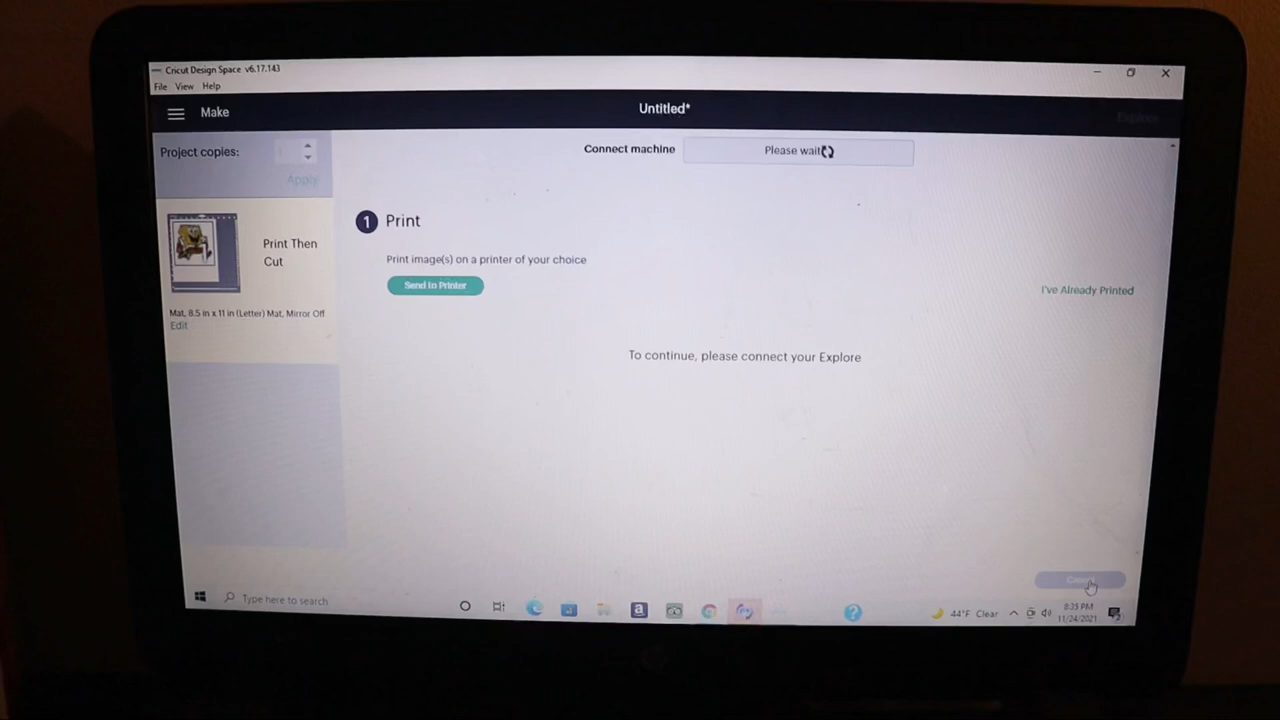 Cricut Design Space v6.17.143
File View Help
Make
Untitled*
Project copies:
Apply
Connect machine
Please wait
Print Then
Cut
Mat, 8.5 in x 11 in (Letter) Mat, Mirror Off
Edit
1 Print
Print image(s) on a printer of your choice
Send to Printer
I've Already Printed
To continue, please connect your Explore
Type here to search
44°F Clear
8:35 PM
11/24/2021